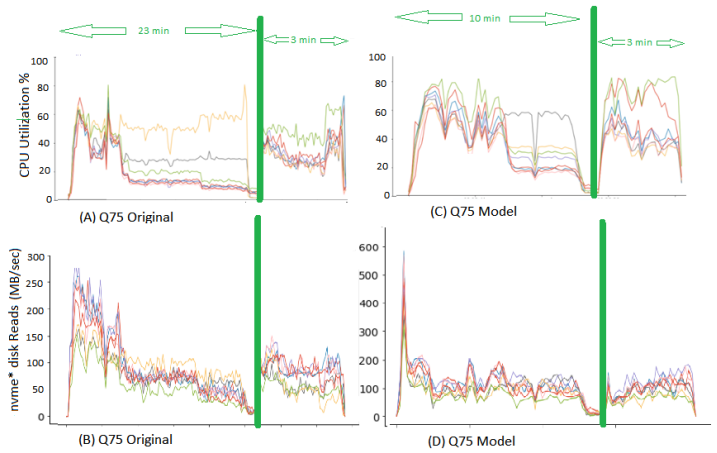 23 min
3 min
10 min
3 min
CPU Utilization %
100
80
60
40
20
0
(A) Q75 Original
100
80
60
40
20
0
(C) Q75 Model
nvme* disk Reads (MB/sec)
300
250
200
150
100
50
0
(B) Q75 Original
600
500
400
300
200
100
0
(D) Q75 Model